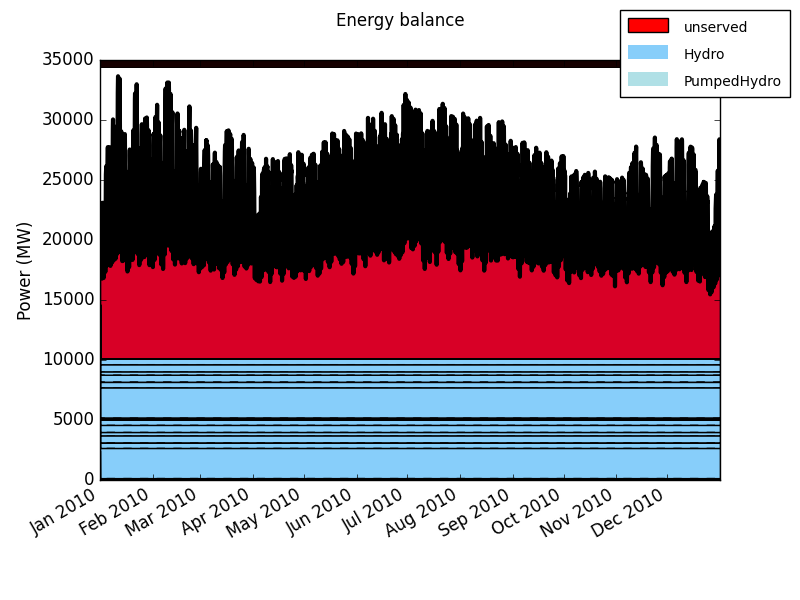 Energy balance
unserved
Hydro
PumpedHydro
Power (MW)
35000
30000
25000
20000
15000
10000
5000
0
Jan 2010
Feb 2010
Mar 2010
Apr 2010
May 2010
Jun 2010
Jul 2010
Aug 2010
Sep 2010
Oct 2010
Nov 2010
Dec 2010